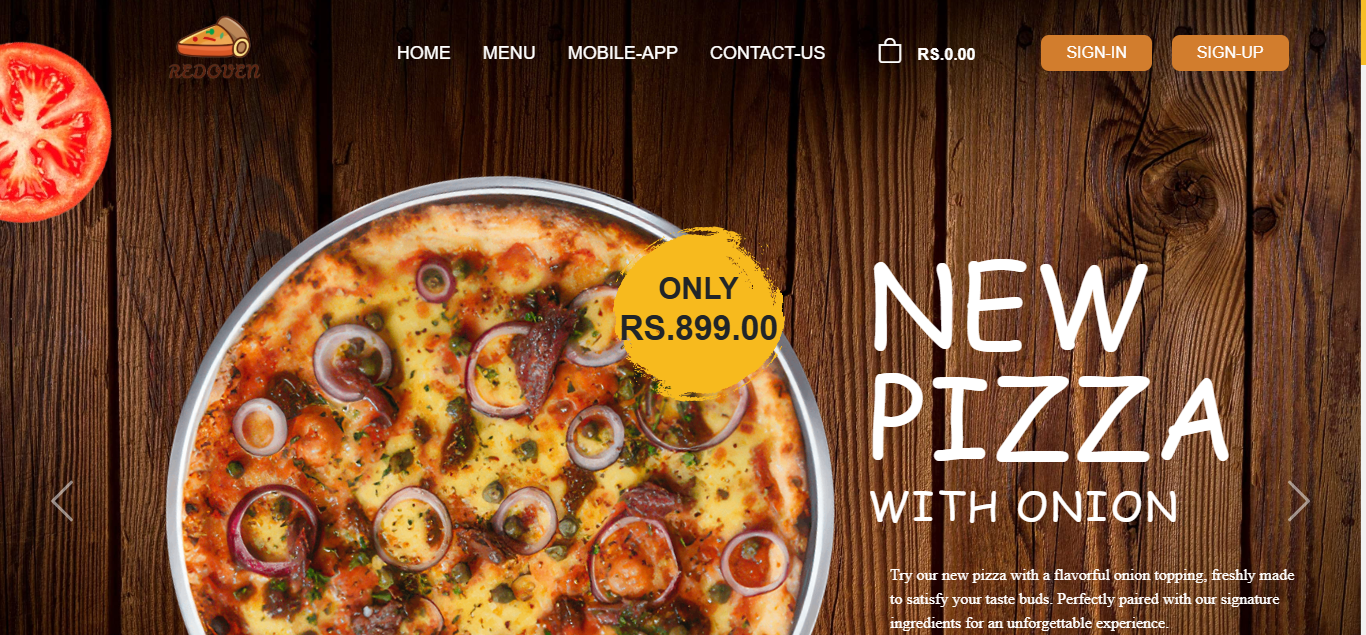 REDOVEN
HOME MENU MOBILE-APP CONTACT-US RS.0.00 SIGN-IN SIGN-UP
ONLY
RS.899.00
NEW
PIZZA
WITH ONION
Try our new pizza with a flavorful onion topping, freshly made
to satisfy your taste buds. Perfectly paired with our signature
ingredients for an unforgettable experience.